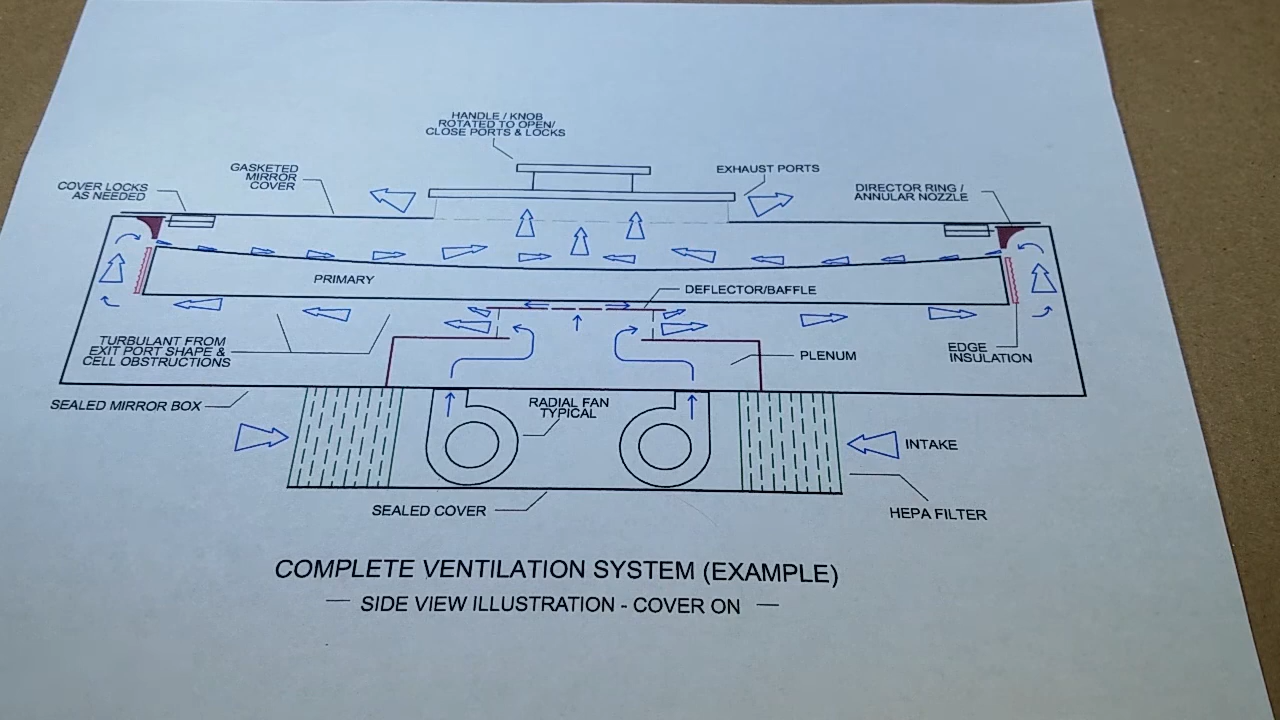 HANDLE / KNOB
ROTATED TO OPEN/
CLOSE PORTS & LOCKS
GASKETED
MIRROR
COVER
EXHAUST PORTS
COVER LOCKS
AS NEEDED
DIRECTOR RING /
ANNULAR NOZZLE
PRIMARY
DEFLECTOR/BAFFLE
TURBULANT FROM
EXIT PORT SHAPE &
CELL OBSTRUCTIONS
PLENUM
EDGE
INSULATION
SEALED MIRROR BOX
RADIAL FAN
TYPICAL
INTAKE
SEALED COVER
HEPA FILTER
COMPLETE VENTILATION SYSTEM (EXAMPLE)
— SIDE VIEW ILLUSTRATION - COVER ON —